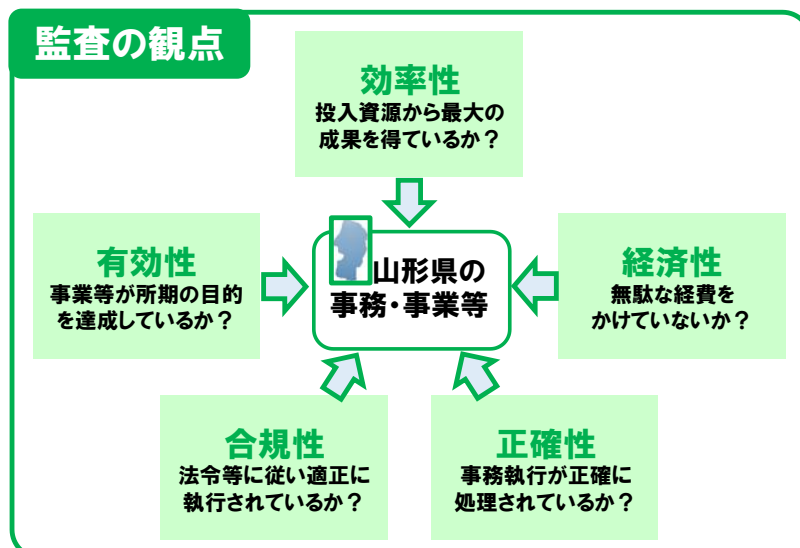 監査の観点
効率性
投入資源から最大の
成果を得ているか？
有効性
事業等が所期の目的
を達成しているか？
山形県の
事務・事業等
経済性
無駄な経費を
かけていないか？
合規性
法令等に従い適正に
執行されているか？
正確性
事務執行が正確に
処理されているか？